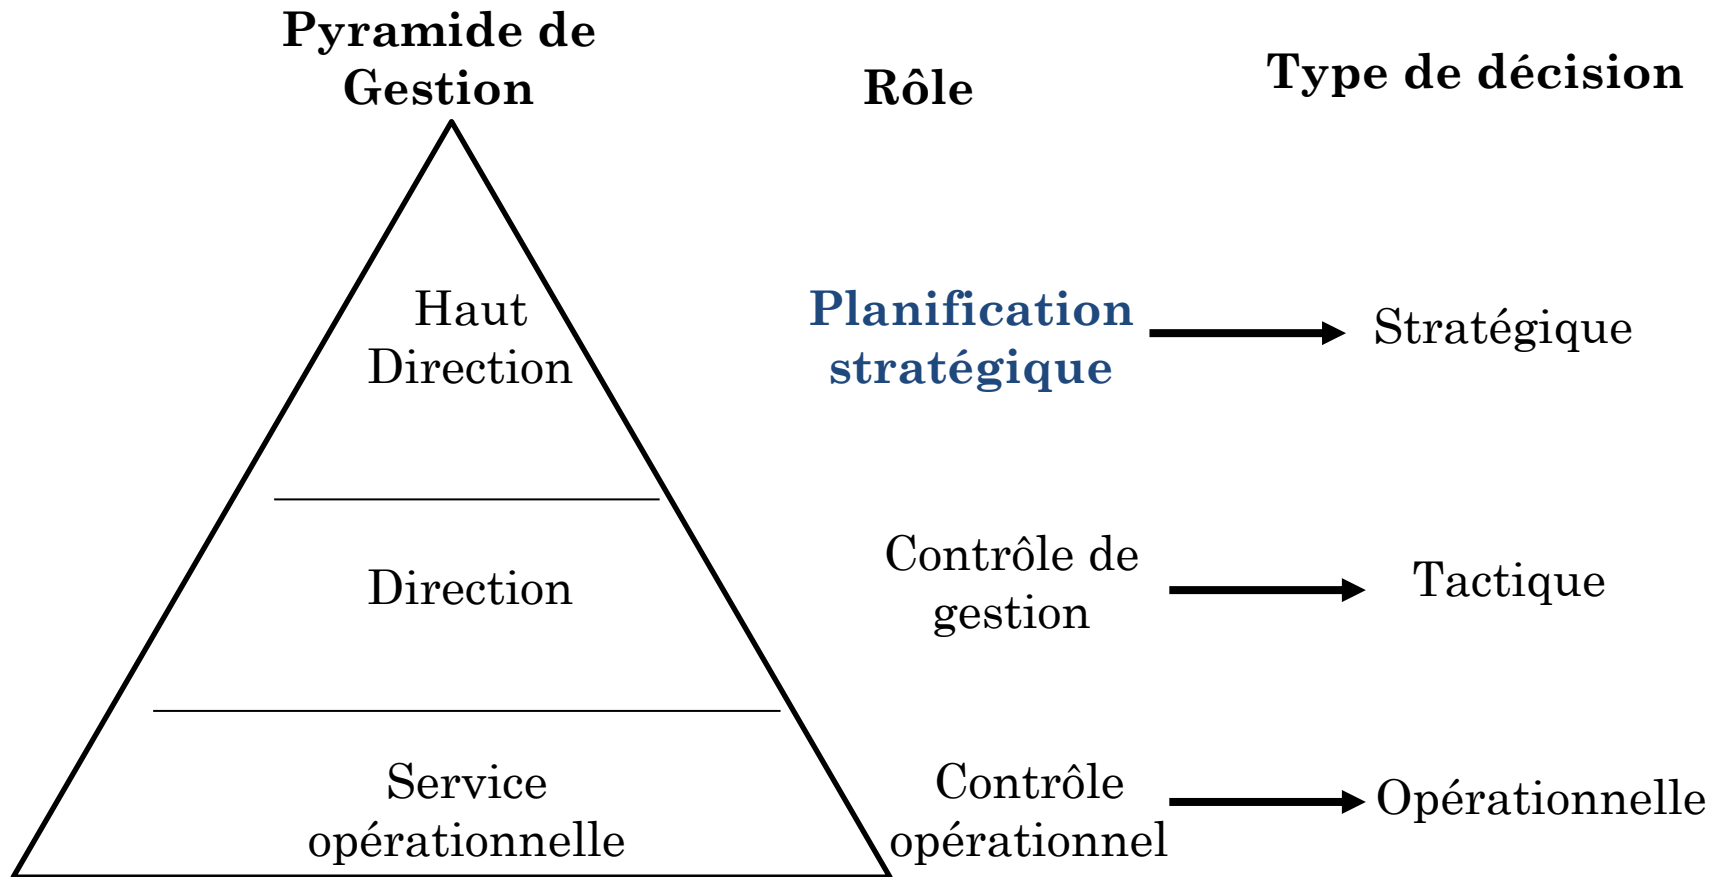 Pyramide de
Gestion
Rôle
Type de décision
Haut
Direction
Planification
stratégique
Stratégique
Direction
Contrôle de
gestion
Tactique
Service
opérationnelle
Contrôle
opérationnel
Opérationnelle